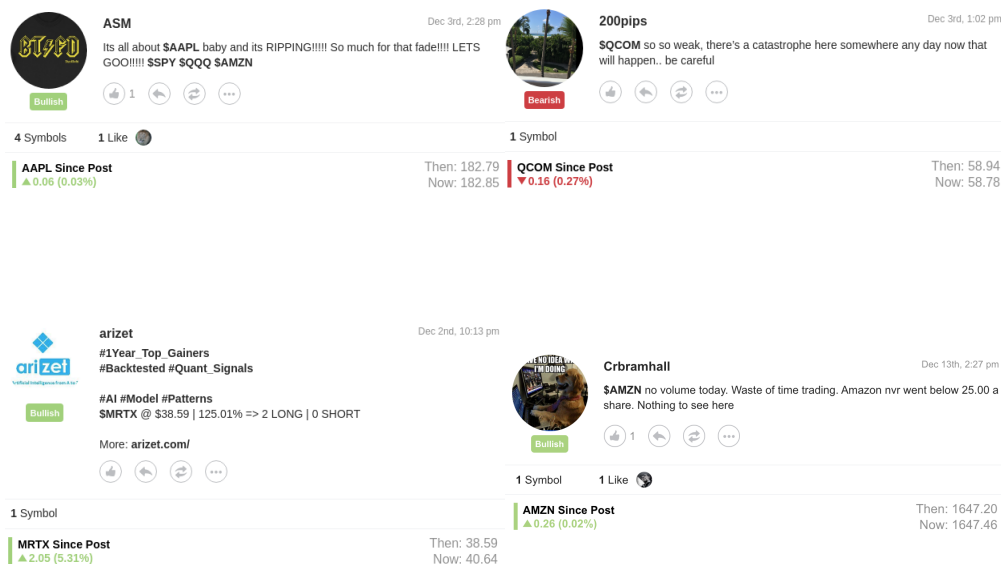 BTFD
ASM
Dec 3rd, 2:28 pm
Its all about $AAPL baby and its RIPPING!!!!! So much for that fade!!!! LETS
GOO!!!!! $SPY $QQQ $AMZN
Bullish
1
4 Symbols
1 Like
AAPL Since Post
0.06 (0.03%)
Then: 182.79
Now: 182.85
200pips
Dec 3rd, 1:02 pm
$QCOM so so weak, there's a catastrophe here somewhere any day now that
will happen.. be careful
Bearish
1 Symbol
QCOM Since Post
0.16 (0.27%)
Then: 58.94
Now: 58.78
arizet
arizet
Dec 2nd, 10:13 pm
#1Year_Top_Gainers
#Backtested #Quant_Signals
#AI #Model #Patterns
$MRTX @ $38.59 | 125.01% => 2 LONG | 0 SHORT
More: arizet.com/
Bullish
1 Symbol
MRTX Since Post
2.05 (5.31%)
Then: 38.59
Now: 40.64
I'M DOING
Crbramhall
Dec 13th, 2:27 pm
$AMZN no volume today. Waste of time trading. Amazon nvr went below 25.00 a
share. Nothing to see here
Bullish
1
1 Symbol
1 Like
AMZN Since Post
0.26 (0.02%)
Then: 1647.20
Now: 1647.46